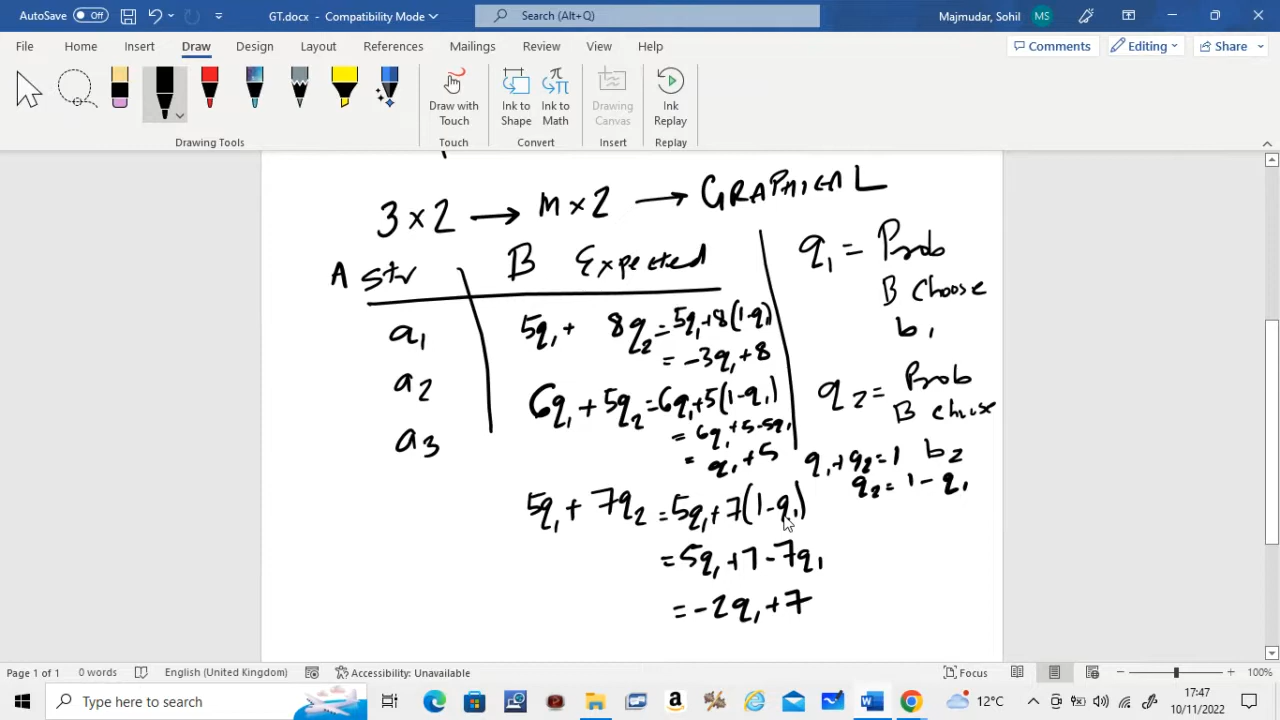 AutoSave Off GT.docx - Compatibility Mode Search (Alt+Q) Majmudar, Sohil MS
File Home Insert Draw Design Layout References Mailings Review View Help Comments Editing Share
Draw with Touch Ink to Shape Ink to Math Drawing Canvas Ink Replay
Drawing Tools Touch Convert Insert Replay
3 × 2 → m × 2 → GRAPHICAL
A Str B Expected
q₁ = Prob
B Choose
b₁
a₁ 5q₁ + 8q₂ = 5q₁ + 8(1-q₁)
= -3q₁ + 8
q₂ = Prob
B choose
b₂
a₂ 6q₁ + 5q₂ = 6q₁ + 5(1-q₁)
= 6q₁ + 5 - 5q₁
= q₁ + 5
q₁ + q₂ = 1
q₂ = 1 - q₁
a₃
5q₁ + 7q₂ = 5q₁ + 7(1-q₁)
= 5q₁ + 7 - 7q₁
= -2q₁ + 7
Page 1 of 1 0 words English (United Kingdom) Accessibility: Unavailable Focus 100%
Type here to search 12°C 17:47
10/11/2022